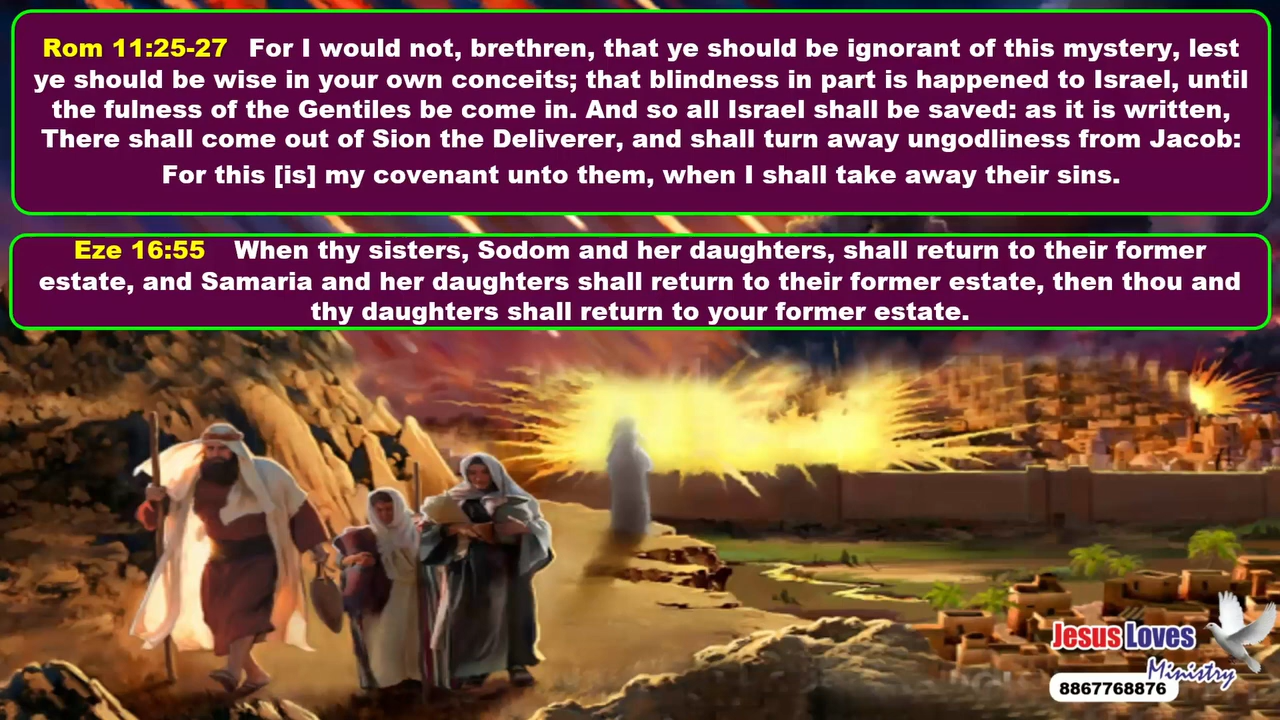 Rom 11:25-27 For I would not, brethren, that ye should be ignorant of this mystery, lest
ye should be wise in your own conceits; that blindness in part is happened to Israel, until
the fulness of the Gentiles be come in. And so all Israel shall be saved: as it is written,
There shall come out of Sion the Deliverer, and shall turn away ungodliness from Jacob:
For this [is] my covenant unto them, when I shall take away their sins.
Eze 16:55 When thy sisters, Sodom and her daughters, shall return to their former
estate, and Samaria and her daughters shall return to their former estate, then thou and
thy daughters shall return to your former estate.
Jesus Loves
Ministry
8867768876